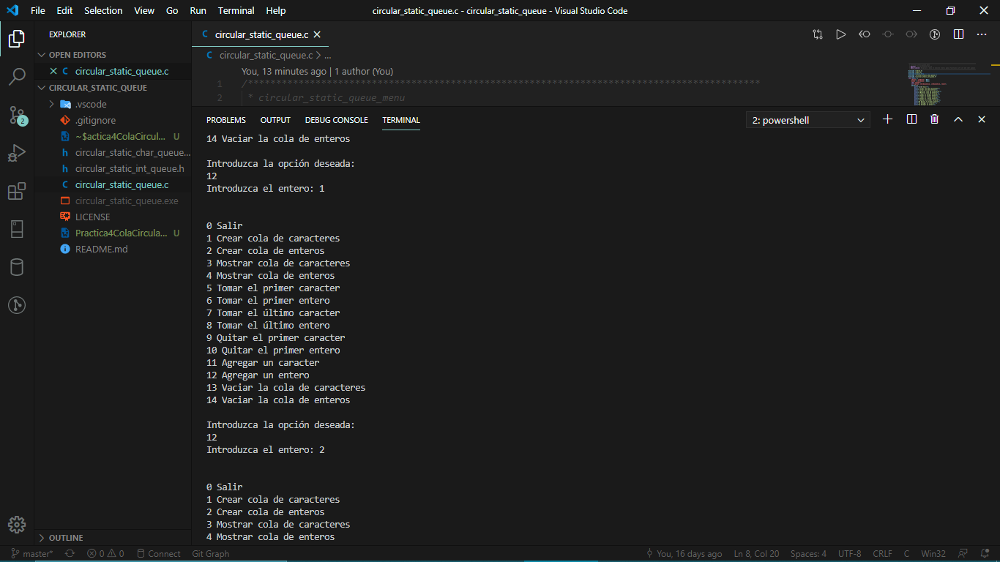 File Edit Selection View Go Run Terminal Help circular_static_queue.c - circular_static_queue - Visual Studio Code
EXPLORER
OPEN EDITORS
circular_static_queue.c
CIRCULAR_STATIC_QUEUE
.vscode
.gitignore
~$actica4ColaCircul... U
circular_static_char_queue...
circular_static_int_queue.h
circular_static_queue.c
circular_static_queue.exe
LICENSE
Practica4ColaCircula... U
README.md
OUTLINE
2
circular_static_queue.c
circular_static_queue.c > ...
You, 13 minutes ago | 1 author (You)
2 * circular_static_queue_menu
PROBLEMS OUTPUT DEBUG CONSOLE TERMINAL 2: powershell
14 Vaciar la cola de enteros
Introduzca la opción deseada:
12
Introduzca el entero: 1
0 Salir
1 Crear cola de caracteres
2 Crear cola de enteros
3 Mostrar cola de caracteres
4 Mostrar cola de enteros
5 Tomar el primer caracter
6 Tomar el primer entero
7 Tomar el último caracter
8 Tomar el último entero
9 Quitar el primer caracter
10 Quitar el primer entero
11 Agregar un caracter
12 Agregar un entero
13 Vaciar la cola de caracteres
14 Vaciar la cola de enteros
Introduzca la opción deseada:
12
Introduzca el entero: 2
0 Salir
1 Crear cola de caracteres
2 Crear cola de enteros
3 Mostrar cola de caracteres
4 Mostrar cola de enteros
master* 0 0 Connect Git Graph You, 16 days ago Ln 8, Col 20 Spaces: 4 UTF-8 CRLF C Win32